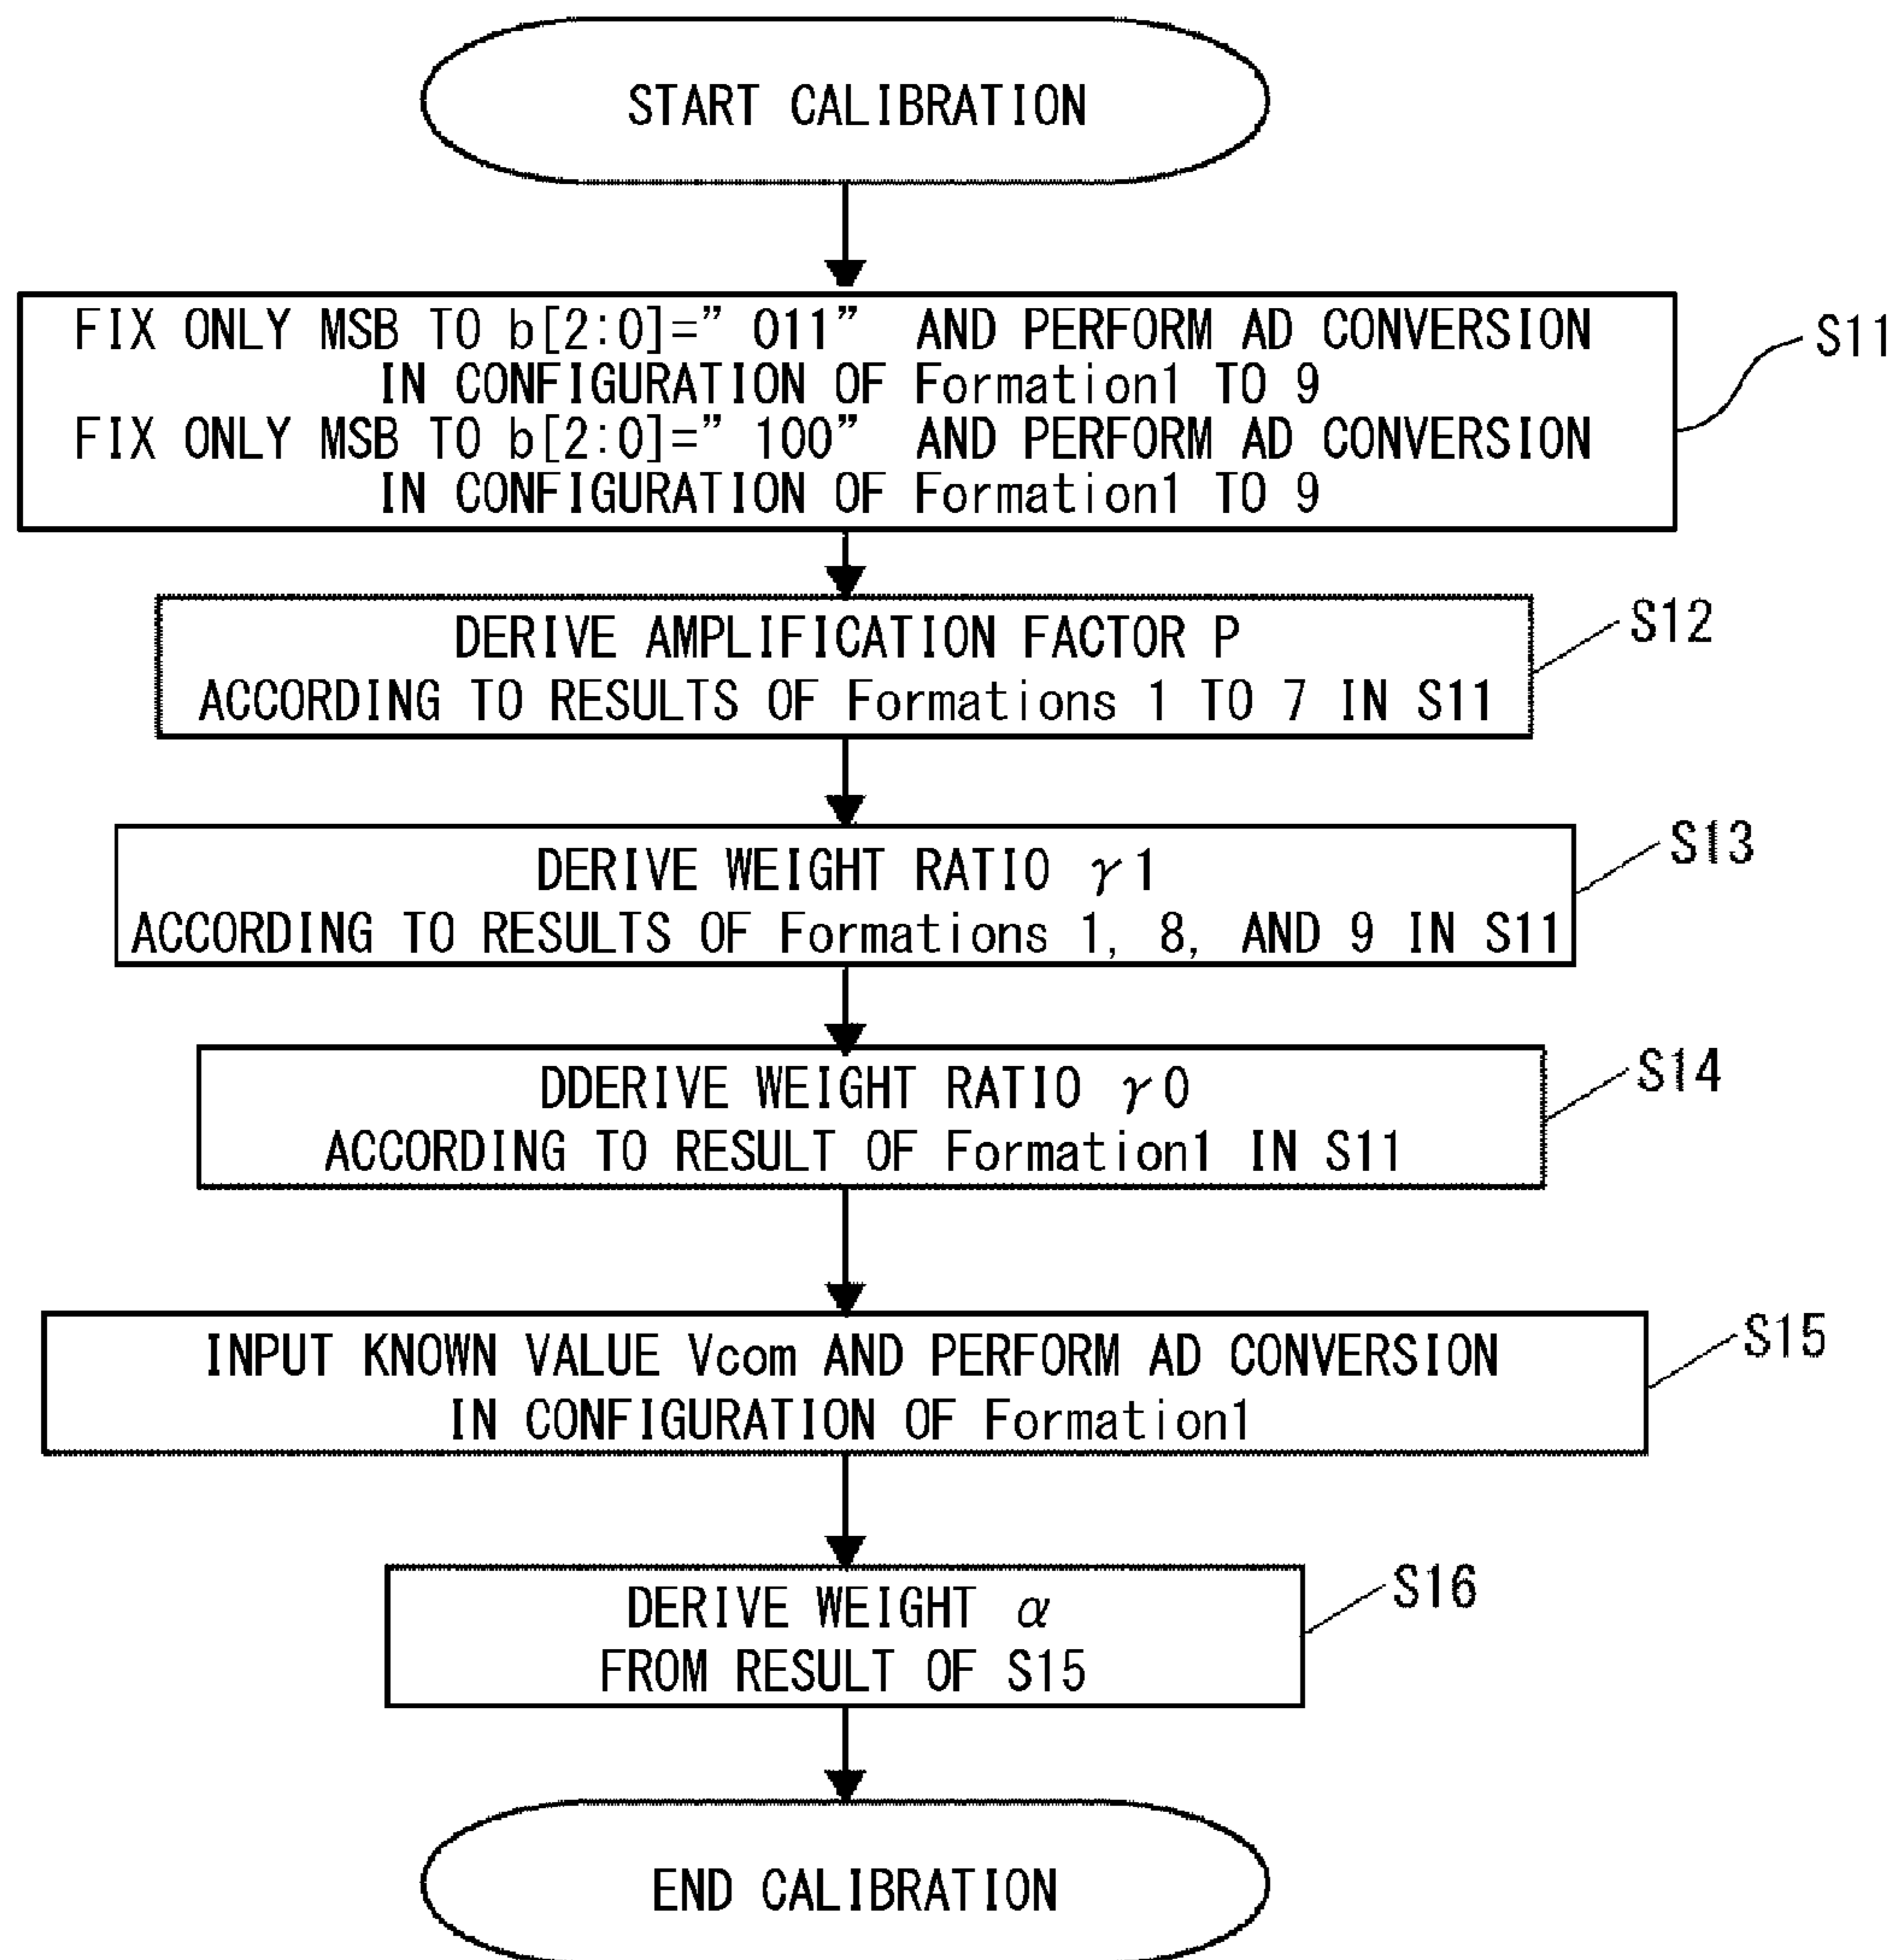 START CALIBRATION
FIX ONLY MSB TO b[2:0]=” 011” AND PERFORM AD CONVERSION
IN CONFIGURATION OF Formation1 TO 9
FIX ONLY MSB TO b[2:0]=” 100” AND PERFORM AD CONVERSION
IN CONFIGURATION OF Formation1 TO 9
S11
DERIVE AMPLIFICATION FACTOR P
ACCORDING TO RESULTS OF Formations 1 TO 7 IN S11
S12
DERIVE WEIGHT RATIO γ1
ACCORDING TO RESULTS OF Formations 1, 8, AND 9 IN S11
S13
DDERIVE WEIGHT RATIO γ0
ACCORDING TO RESULT OF Formation1 IN S11
S14
INPUT KNOWN VALUE Vcom AND PERFORM AD CONVERSION
IN CONFIGURATION OF Formation1
S15
DERIVE WEIGHT α
FROM RESULT OF S15
S16
END CALIBRATION